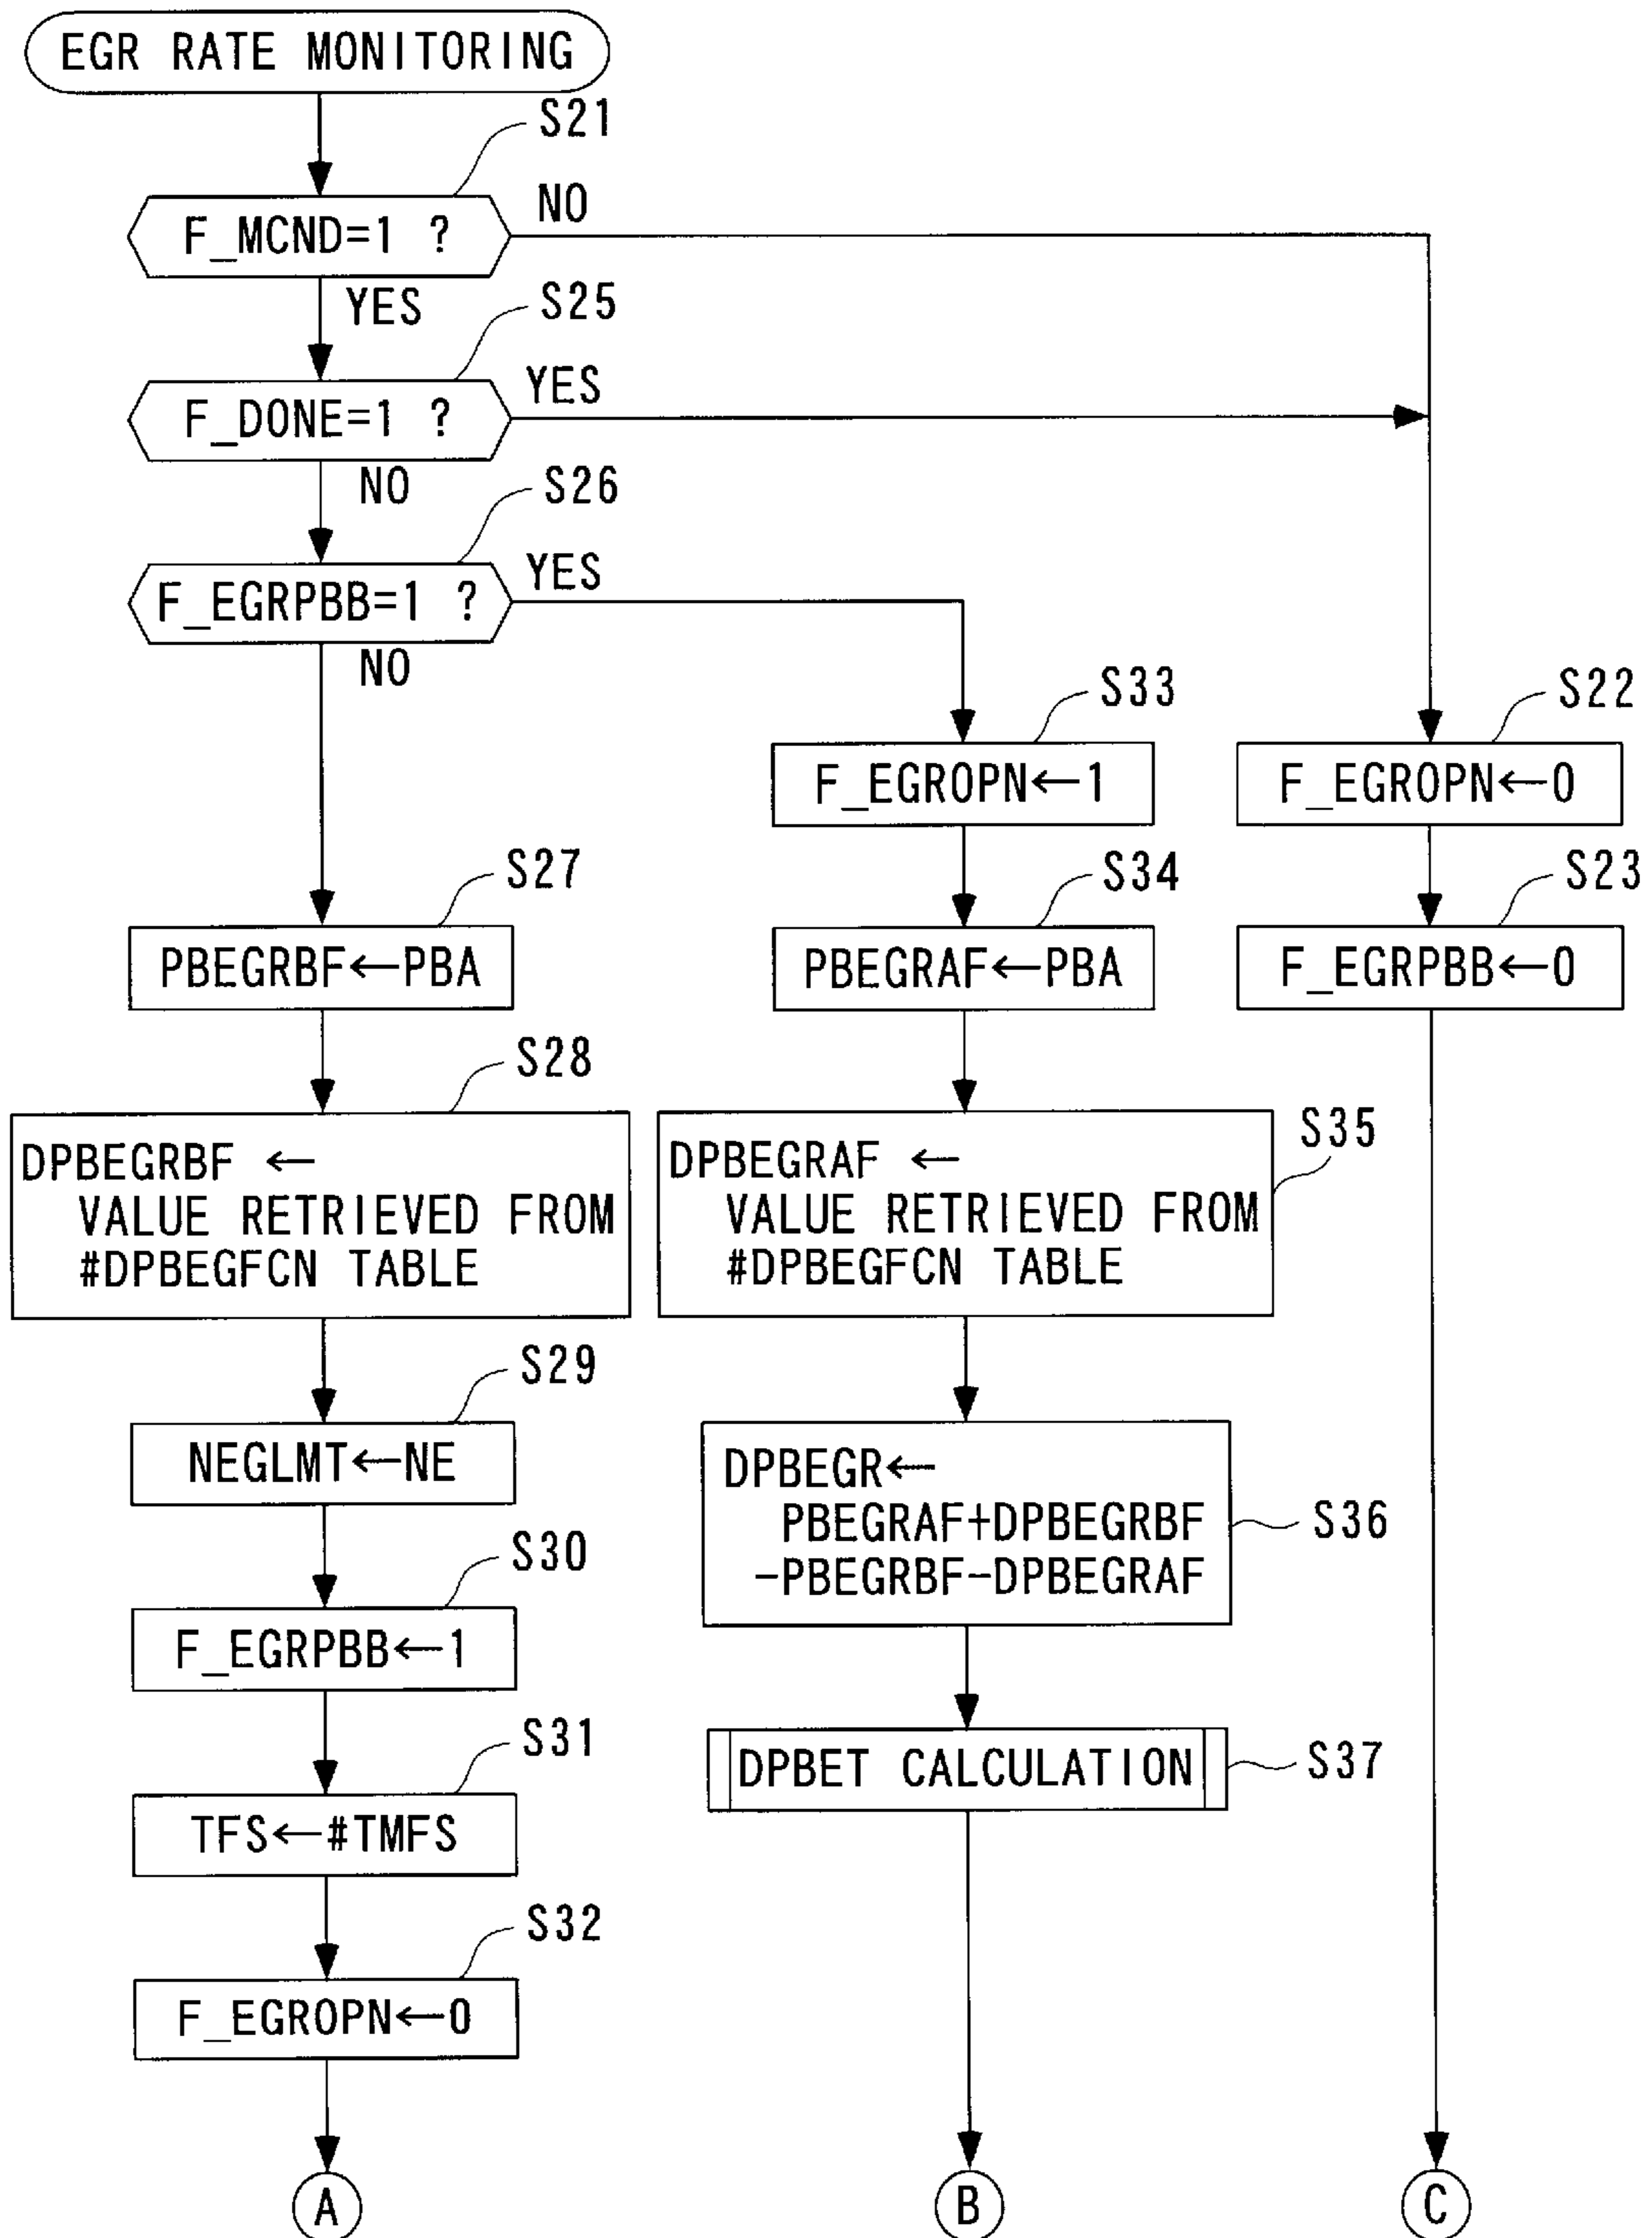 EGR RATE MONITORING
S21
F_MCND=1 ?
NO
YES
S25
F_DONE=1 ?
YES
NO
S26
F_EGRPBB=1 ?
YES
NO
S33
F_EGROPN←1
S22
F_EGROPN←0
S27
PBEGRBF←PBA
S34
PBEGRAF←PBA
S23
F_EGRPBB←0
S28
DPBEGRBF ←
VALUE RETRIEVED FROM
#DPBEGFCN TABLE
S35
DPBEGRAF ←
VALUE RETRIEVED FROM
#DPBEGFCN TABLE
S29
NEGLMT←NE
S36
DPBEGR←
PBEGRAF+DPBEGRBF
-PBEGRBF-DPBEGRAF
S30
F_EGRPBB←1
S31
TFS←#TMFS
S37
DPBET CALCULATION
S32
F_EGROPN←0
A
B
C